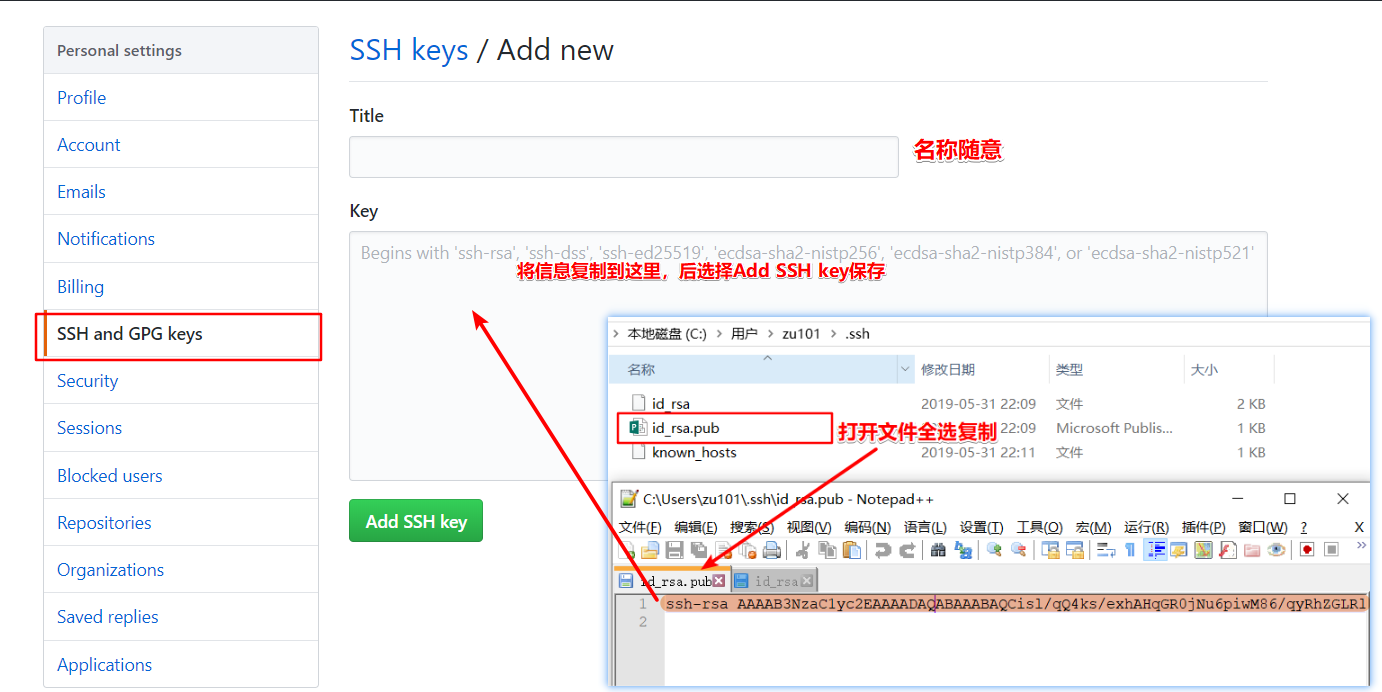 Personal settings
Profile
Account
Emails
Notifications
Billing
SSH and GPG keys
Security
Sessions
Blocked users
Repositories
Organizations
Saved replies
Applications
SSH keys / Add new
Title
名称随意
Key
Begins with 'ssh-rsa', 'ssh-dss', 'ssh-ed25519', 'ecdsa-sha2-nistp256', 'ecdsa-sha2-nistp384', or 'ecdsa-sha2-nistp521'
将信息复制到这里，后选择Add SSH key保存
Add SSH key
本地磁盘 (C:) > 用户 > zu101 > .ssh
名称 修改日期 类型 大小
id_rsa 2019-05-31 22:09 文件 2 KB
id_rsa.pub 打开文件全选复制 22:09 Microsoft Publis... 1 KB
known_hosts 2019-05-31 22:11 文件 1 KB
C:\Users\zu101\.ssh\id_rsa.pub - Notepad++
文件(F) 编辑(E) 搜索(S) 视图(V) 编码(N) 语言(L) 设置(T) 工具(O) 宏(M) 运行(R) 插件(P) 窗口(W) ? X
id_rsa.pub id_rsa
1 ssh-rsa AAAAB3NzaC1yc2EAAAADAQABAAABAQCisl/qQ4ks/exhAHqGR0jNu6piwM86/qyRhZGLRl
2